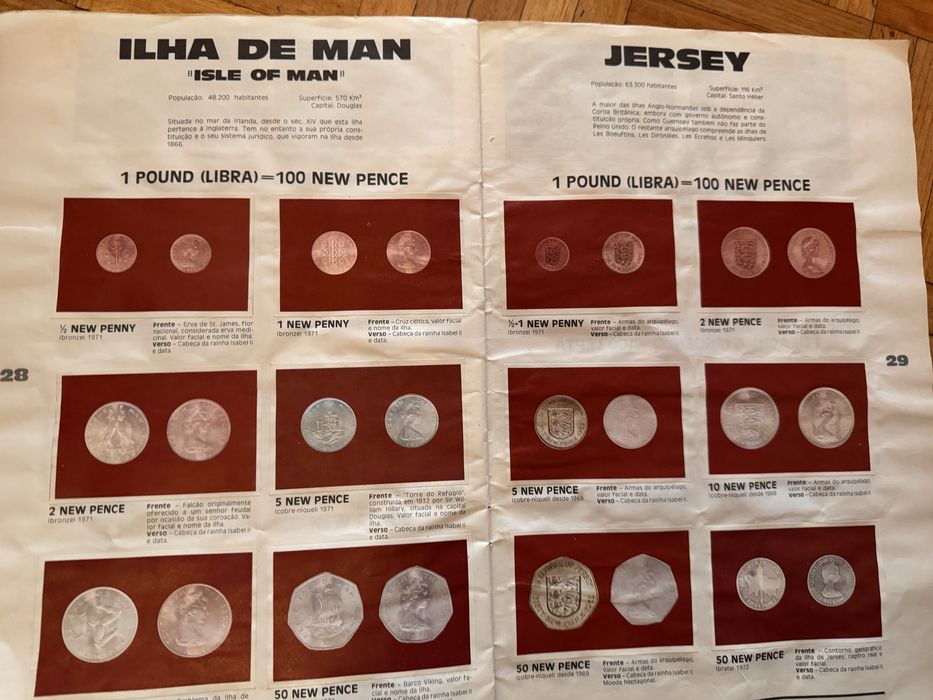 ILHA DE MAN
"ISLE OF MAN"
População: 48.200 habitantes
Superfície: 570 Km²
Capital: Douglas
Situada no mar da Irlanda, desde o séc. XIV que esta ilha
pertence à Inglaterra. Tem no entanto a sua própria cons-
tituição e o seu sistema jurídico, que vigoram na ilha desde
1866.
1 POUND (LIBRA)=100 NEW PENCE
½ NEW PENNY
(bronze) 1971
Frente – Erva de St. James, flor
nacional, considerada erva medi-
cinal. Valor facial e nome da ilha.
Verso – Cabeça da rainha Isabel II
e data.
1 NEW PENNY
(bronze) 1971
Frente – Cruz céltica, valor facial
e nome da ilha.
Verso – Cabeça da rainha Isabel II
e data.
28
2 NEW PENCE
(bronze) 1971
Frente – Falcão originalmente
oferecido a um senhor feudal
por ocasião da sua coroação. Va-
lor facial e nome da ilha.
Verso – Cabeça da rainha Isabel II
e data.
5 NEW PENCE
(cobre-níquel) 1971
Frente – "Torre do Refúgio",
construída em 1832 por Sir Wil-
liam Hillary, situada na capital
Douglas. Valor facial e nome da
ilha.
Verso – Cabeça da rainha Isabel II
e data.
50 NEW PENCE
Frente – Barco Viking, valor fa-
cial e nome da ilha.
JERSEY
População: 63.300 habitantes
Superfície: 116 Km²
Capital: Santo Hélier
A maior das ilhas Anglo-Normandas sob a dependência da
Coroa Britânica, embora com governo autónomo e cons-
tituição própria. Como Guernsey também não faz parte do
Reino Unido. O restante arquipélago compreende as ilhas de
Les Boeuftins, Les Dironilles, Les Ecrehos e Les Minquiers
1 POUND (LIBRA)=100 NEW PENCE
½-1 NEW PENNY
(bronze) 1971
Frente – Armas do arquipélago,
valor facial e data.
Verso – Cabeça da rainha Isabel II.
2 NEW PENCE
(bronze) 1971
Frente – Armas do arquipélago,
valor facial e data.
Verso – Cabeça da rainha Isabel II.
29
5 NEW PENCE
(cobre-níquel) desde 1968
Frente – Armas do arquipélago,
valor facial e data.
Verso – Cabeça da rainha Isabel II.
10 NEW PENCE
(cobre-níquel) desde 1968
Frente – Armas do arquipélago,
valor facial e data.
Verso – Cabeça da rainha Isabel II.
50 NEW PENCE
(cobre-níquel) desde 1969
Frente – Armas do arquipélago,
Valor facial e data.
Moeda heptagonal.
50 NEW PENCE
(prata) 1972
Frente – Contorno geográfico
da ilha de Jersey, ceptro real e
valor facial.